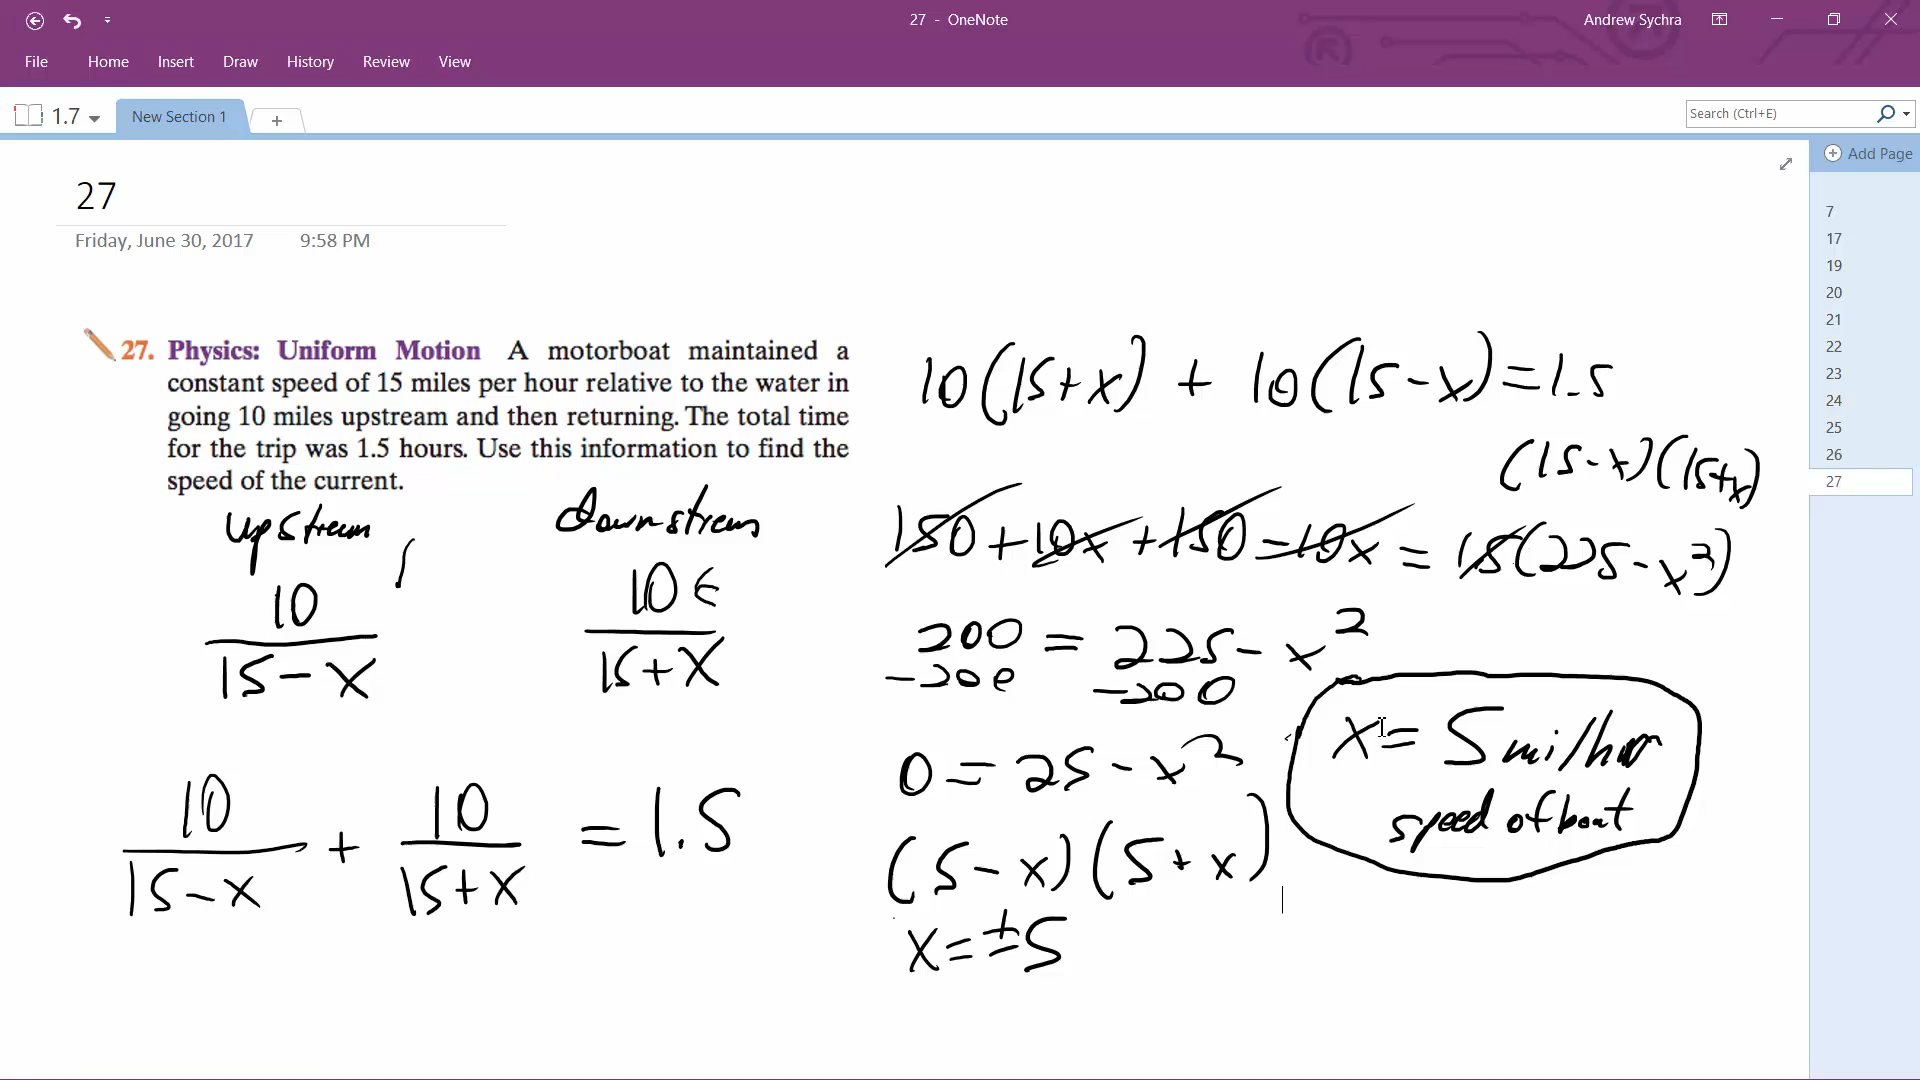 27 - OneNote
Andrew Sychra
File Home Insert Draw History Review View
1.7
New Section 1
+
Search (Ctrl+E)
Add Page
27
Friday, June 30, 2017 9:58 PM
7
17
19
20
21
22
23
24
25
26
27
27. Physics: Uniform Motion A motorboat maintained a
constant speed of 15 miles per hour relative to the water in
going 10 miles upstream and then returning. The total time
for the trip was 1.5 hours. Use this information to find the
speed of the current.
upstream downstream
10
15 - x
10
15 + x
10
15 - x
+
10
15 + x
= 1.5
10(15+x) + 10(15-x) = 1.5
(15-x)(15+x)
150 + 10x + 150 - 10x = 15(225 - x²)
200 = 225 - x²
-200 -200
0 = 25 - x²
(5 - x)(5 + x)
x = ±5
x = 5 mi/hr
speed of boat